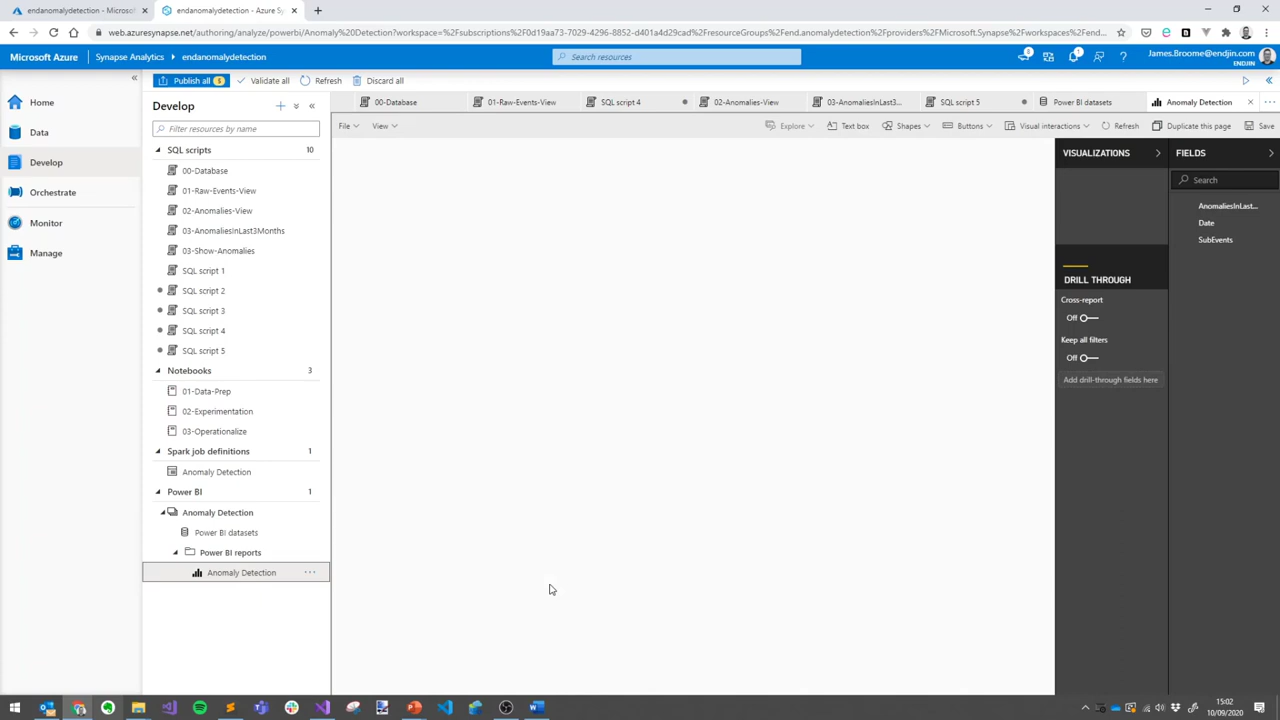 endanomalydetection - Microsoft
endanomalydetection - Azure Sy
web.azuresynapse.net/authoring/analyze/powerbi/Anomaly%20Detection?workspace=%2Fsubscriptions%2F0d19aa73-7029-4296-8852-d401a4d29cad%2FresourceGroups%2Fend.anomalydetection%2Fproviders%2FMicrosoft.Synapse%2Fworkspaces%2Fend...
Microsoft Azure
Synapse Analytics
endanomalydetection
Search resources
James.Broome@endjin.com
ENDJIN
Publish all
Validate all
Refresh
Discard all
Home
Data
Develop
Orchestrate
Monitor
Manage
Develop
Filter resources by name
SQL scripts 10
00-Database
01-Raw-Events-View
02-Anomalies-View
03-AnomaliesInLast3Months
03-Show-Anomalies
SQL script 1
SQL script 2
SQL script 3
SQL script 4
SQL script 5
Notebooks 3
01-Data-Prep
02-Experimentation
03-Operationalize
Spark job definitions 1
Anomaly Detection
Power BI 1
Anomaly Detection
Power BI datasets
Power BI reports
Anomaly Detection
00-Database
01-Raw-Events-View
SQL script 4
02-Anomalies-View
03-AnomaliesInLast3...
SQL script 5
Power BI datasets
Anomaly Detection
File
View
Explore
Text box
Shapes
Buttons
Visual interactions
Refresh
Duplicate this page
Save
VISUALIZATIONS
DRILL THROUGH
Cross-report
Off
Keep all filters
Off
Add drill-through fields here
FIELDS
Search
AnomaliesInLast...
Date
SubEvents
15:02
10/09/2020